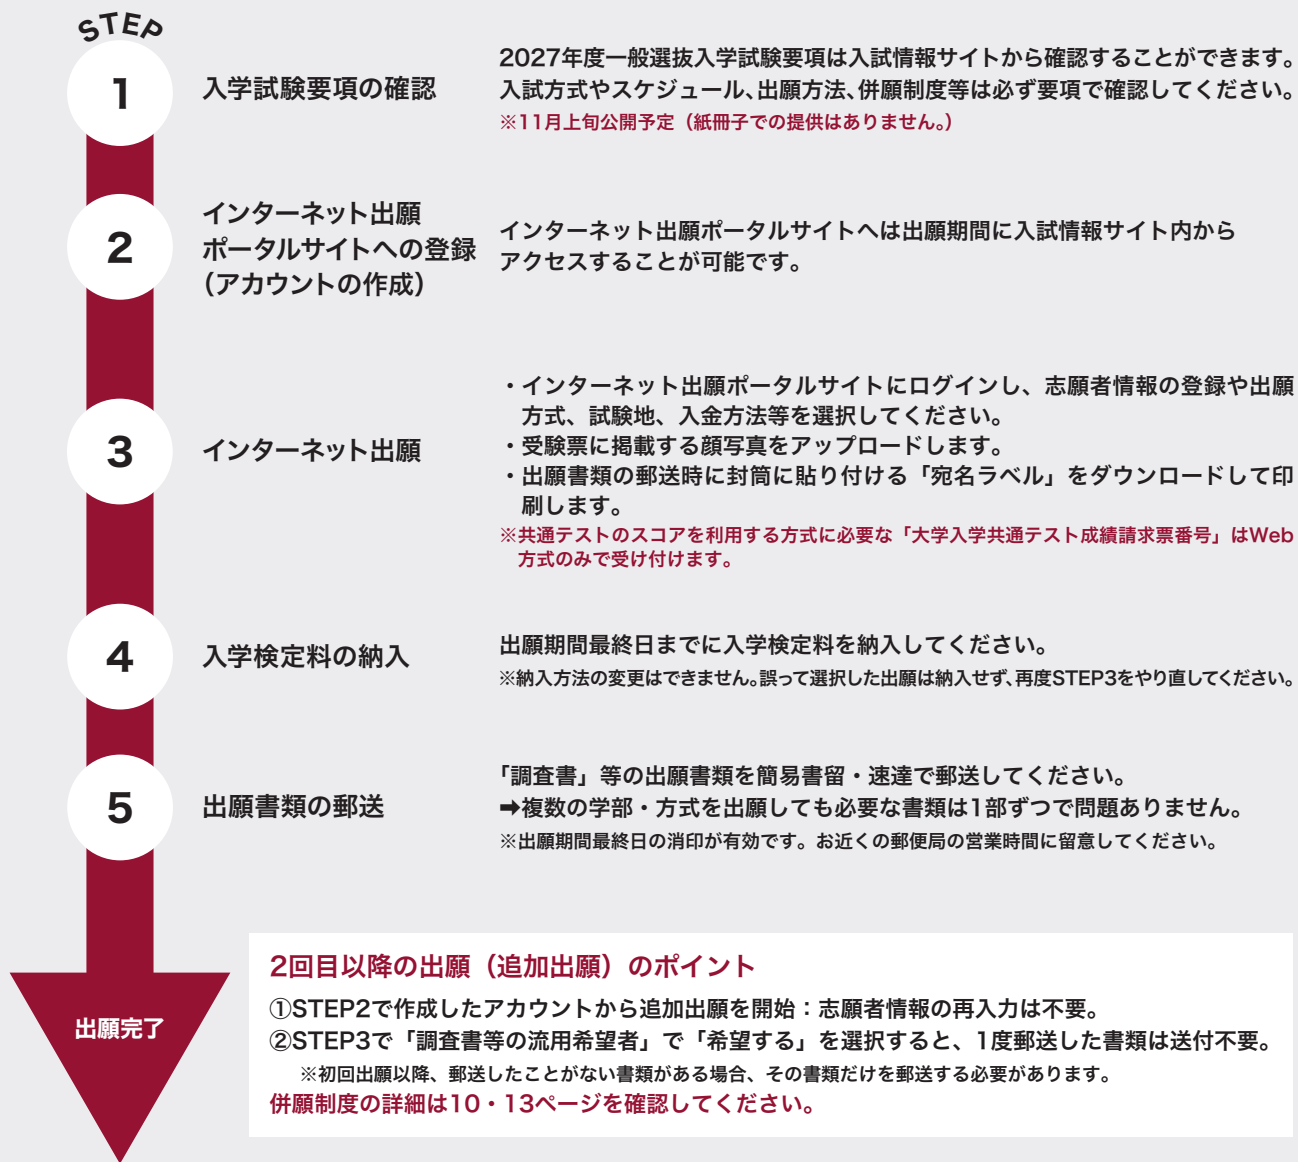 STEP
1
入学試験要項の確認
2027年度一般選抜入学試験要項は入試情報サイトから確認することができます。
入試方式やスケジュール、出願方法、併願制度等は必ず要項で確認してください。
※11月上旬公開予定（紙冊子での提供はありません。）
2
インターネット出願
ポータルサイトへの登録
（アカウントの作成）
インターネット出願ポータルサイトへは出願期間に入試情報サイト内から
アクセスすることが可能です。
3
インターネット出願
・インターネット出願ポータルサイトにログインし、志願者情報の登録や出願
方式、試験地、入金方法等を選択してください。
・受験票に掲載する顔写真をアップロードします。
・出願書類の郵送時に封筒に貼り付ける「宛名ラベル」をダウンロードして印
刷します。
※共通テストのスコアを利用する方式に必要な「大学入学共通テスト成績請求票番号」はWeb
方式のみで受け付けます。
4
入学検定料の納入
出願期間最終日までに入学検定料を納入してください。
※納入方法の変更はできません。誤って選択した出願は納入せず、再度STEP3をやり直してください。
5
出願書類の郵送
「調査書」等の出願書類を簡易書留・速達で郵送してください。
➡複数の学部・方式を出願しても必要な書類は1部ずつで問題ありません。
※出願期間最終日の消印が有効です。お近くの郵便局の営業時間に留意してください。
出願完了
2回目以降の出願（追加出願）のポイント
①STEP2で作成したアカウントから追加出願を開始：志願者情報の再入力は不要。
②STEP3で「調査書等の流用希望者」で「希望する」を選択すると、1度郵送した書類は送付不要。
※初回出願以降、郵送したことがない書類がある場合、その書類だけを郵送する必要があります。
併願制度の詳細は10・13ページを確認してください。